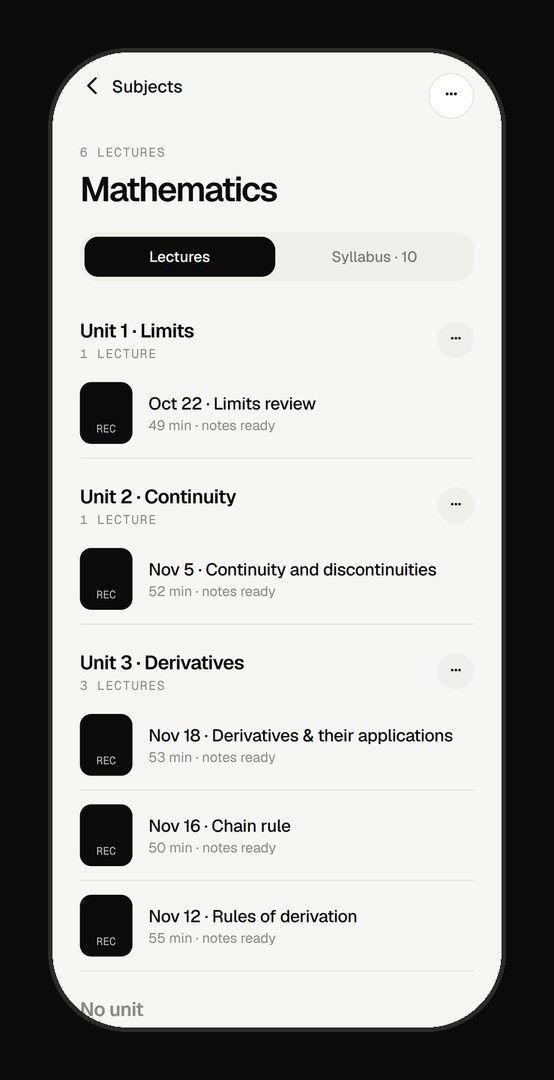 Subjects
6 LECTURES
Mathematics
Lectures
Syllabus · 10
Unit 1 · Limits
1 LECTURE
REC
Oct 22 · Limits review
49 min · notes ready
Unit 2 · Continuity
1 LECTURE
REC
Nov 5 · Continuity and discontinuities
52 min · notes ready
Unit 3 · Derivatives
3 LECTURES
REC
Nov 18 · Derivatives & their applications
53 min · notes ready
REC
Nov 16 · Chain rule
50 min · notes ready
REC
Nov 12 · Rules of derivation
55 min · notes ready
No unit